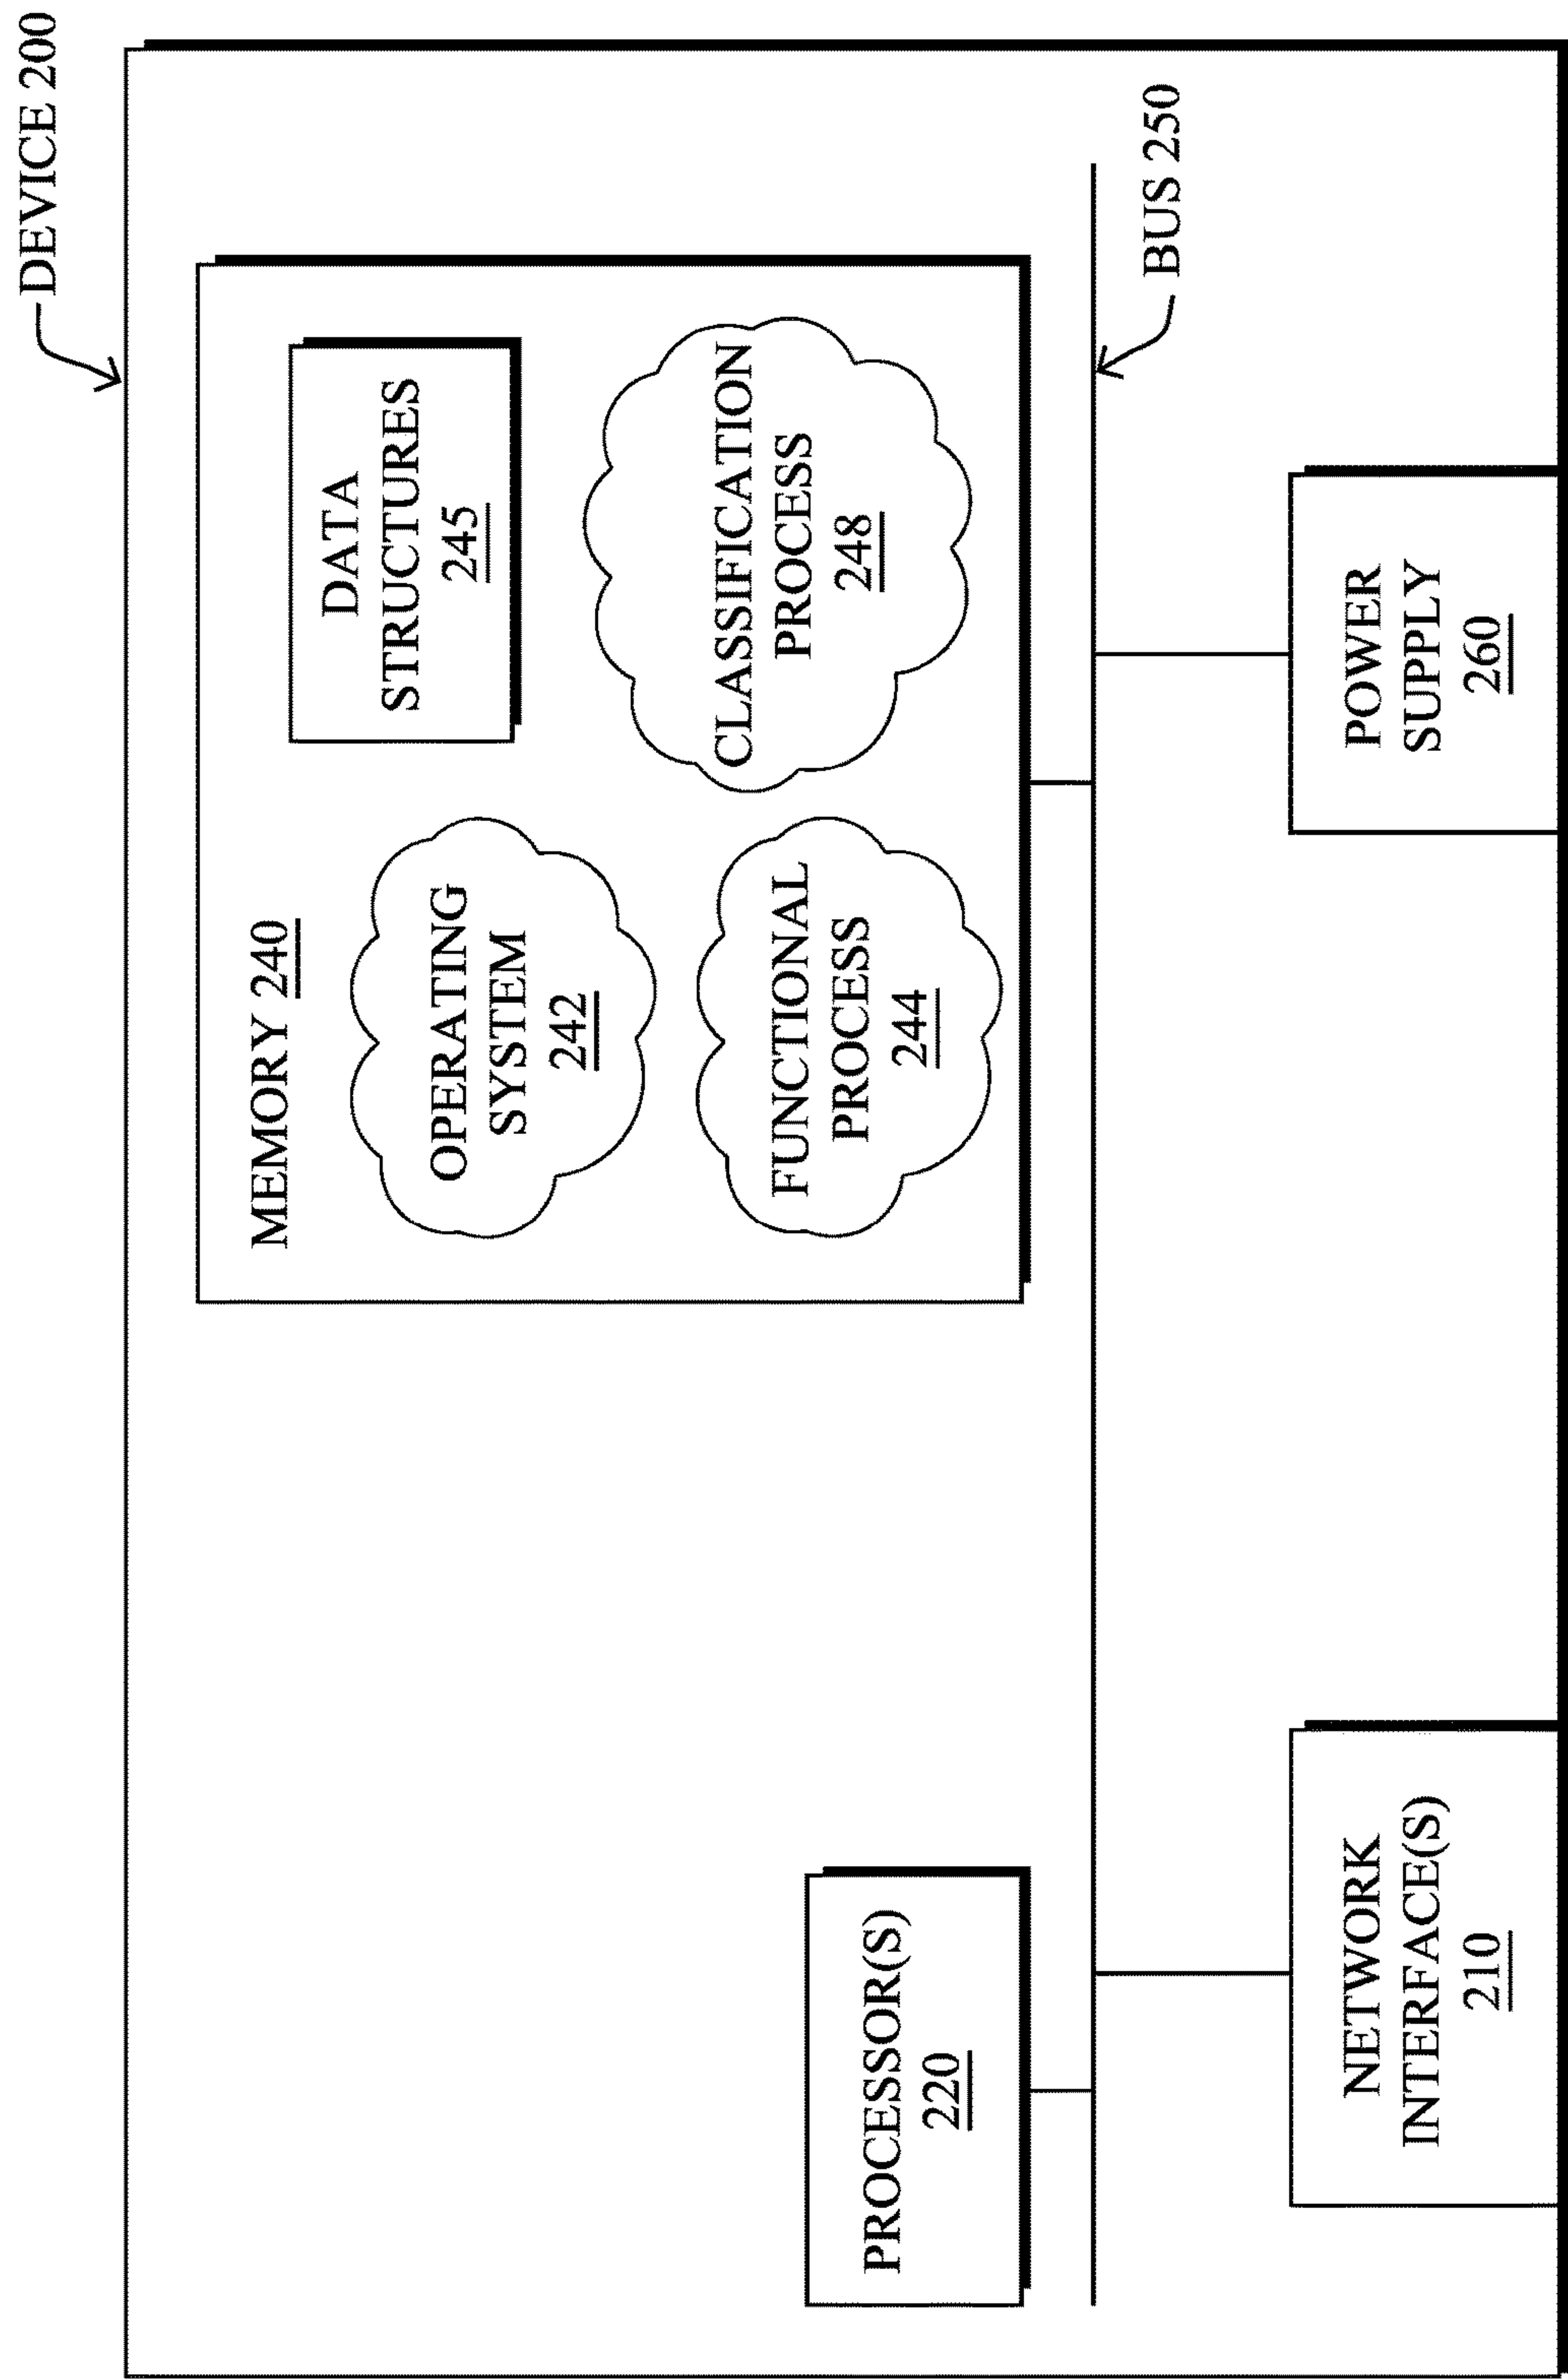 DEVICE 200
MEMORY 240
DATA
STRUCTURES
245
OPERATING
SYSTEM
242
CLASSIFICATION
PROCESS
248
FUNCTIONAL
PROCESS
244
PROCESSOR(S)
220
BUS 250
NETWORK
INTERFACE(S)
210
POWER
SUPPLY
260